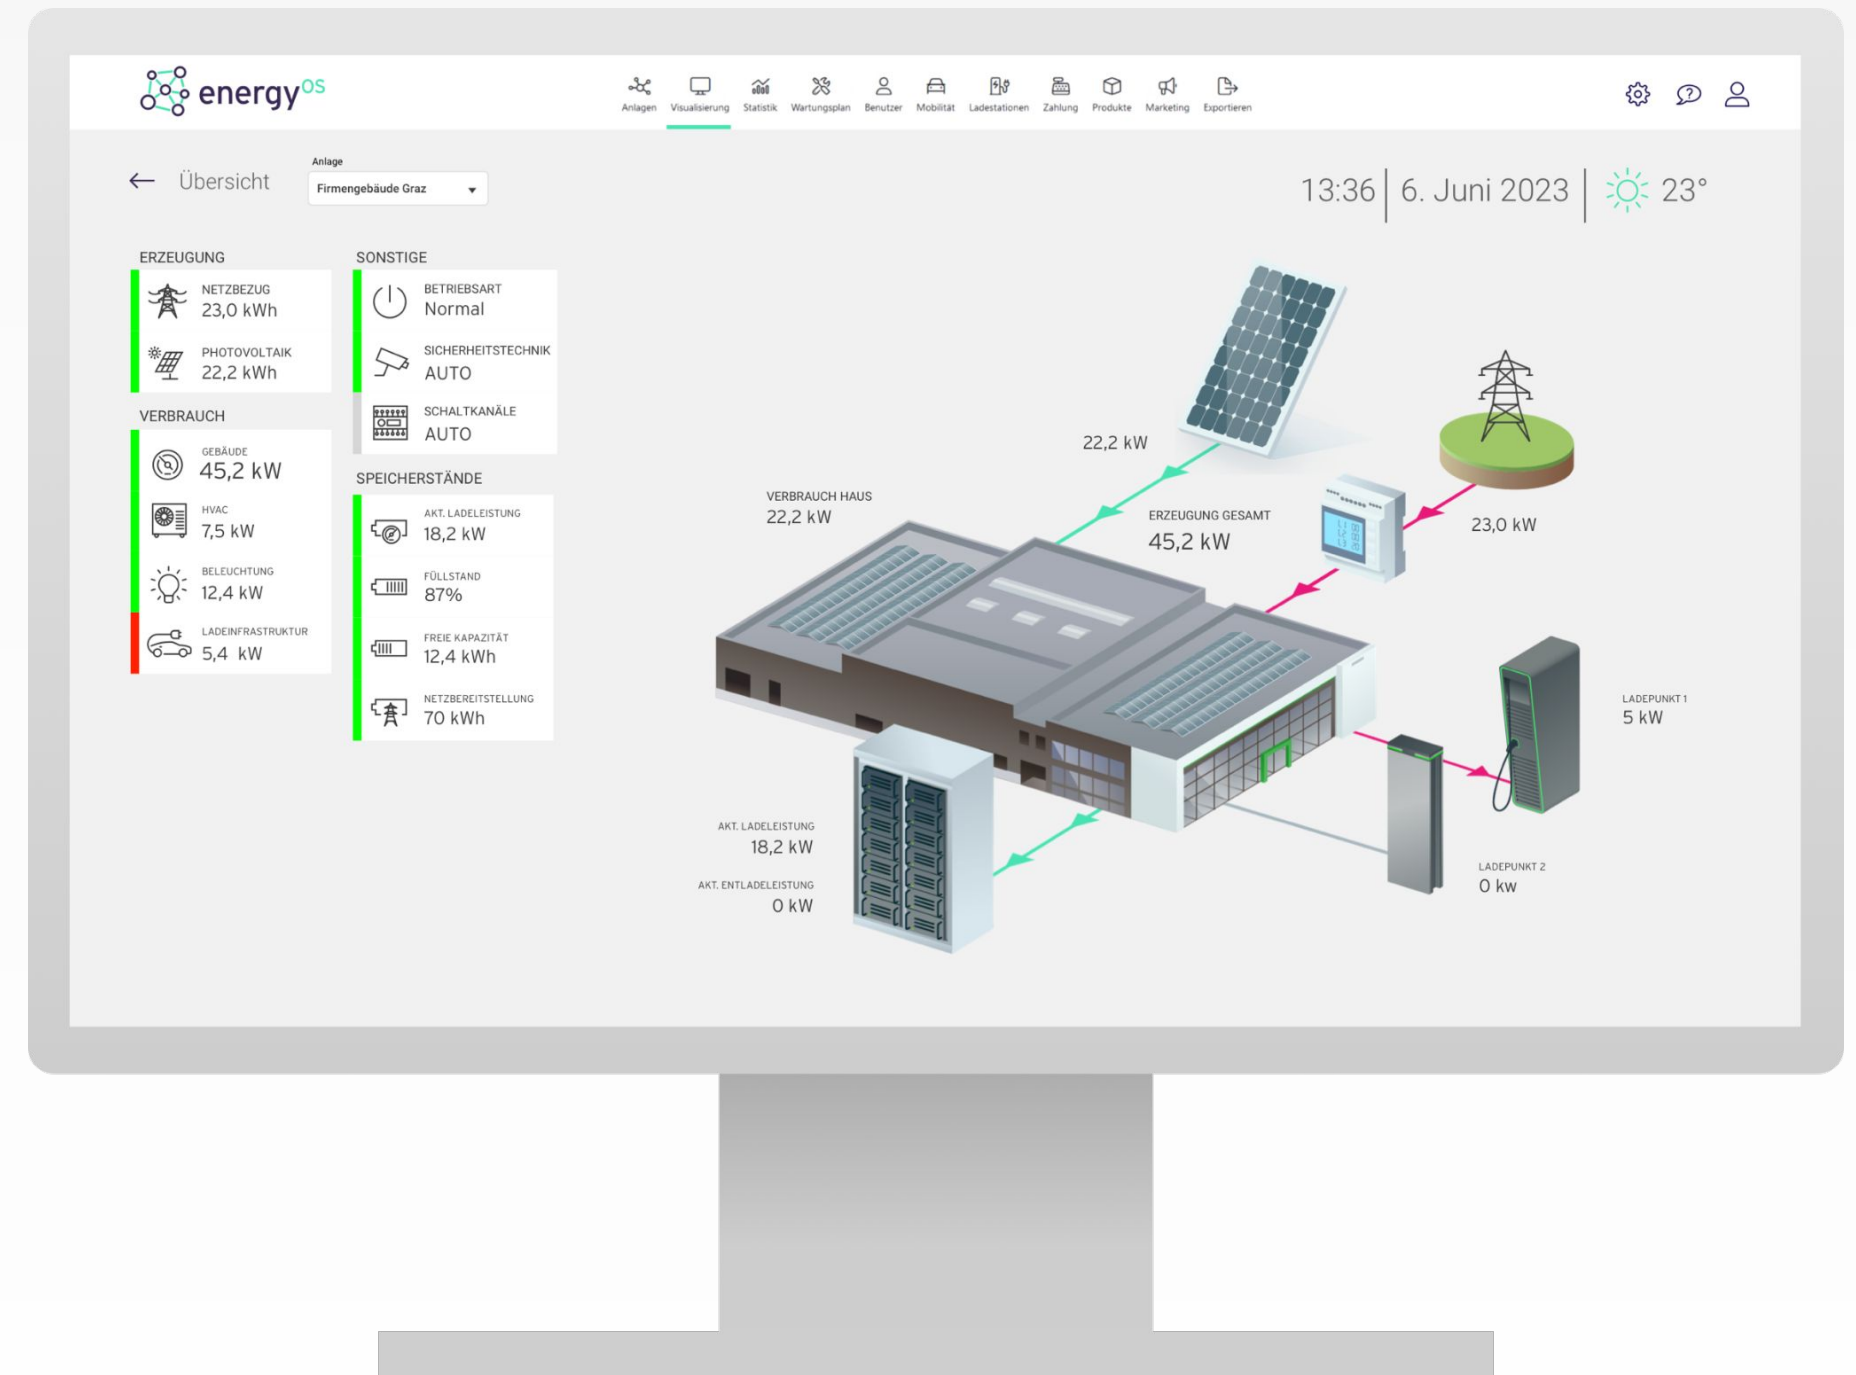 energyOS
Anlagen
Visualisierung
Statistik
Wartungsplan
Benutzer
Mobilität
Ladestationen
Zahlung
Produkte
Marketing
Exportieren
Übersicht
Anlage
Firmengebäude Graz
13:36
6. Juni 2023
23°
ERZEUGUNG
NETZBEZUG
23,0 kWh
PHOTOVOLTAIK
22,2 kWh
VERBRAUCH
GEBÄUDE
45,2 kW
HVAC
7,5 kW
BELEUCHTUNG
12,4 kW
LADEINFRASTRUKTUR
5,4 kW
SONSTIGE
BETRIEBSART
Normal
SICHERHEITSTECHNIK
AUTO
SCHALTKANÄLE
AUTO
SPEICHERSTÄNDE
AKT. LADELEISTUNG
18,2 kW
FÜLLSTAND
87%
FREIE KAPAZITÄT
12,4 kWh
NETZBEREITSTELLUNG
70 kWh
22,2 kW
VERBRAUCH HAUS
22,2 kW
ERZEUGUNG GESAMT
45,2 kW
23,0 kW
LADEPUNKT 1
5 kW
AKT. LADELEISTUNG
18,2 kW
AKT. ENTLADELEISTUNG
0 kW
LADEPUNKT 2
0 kw